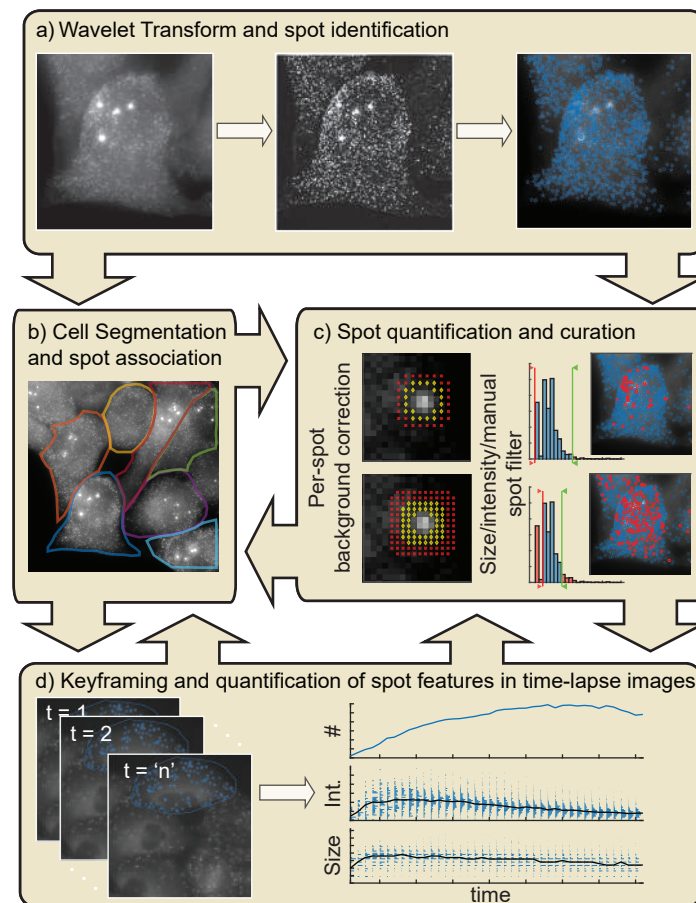 a) Wavelet Transform and spot identification
b) Cell Segmentation
and spot association
c) Spot quantification and curation
Per-spot
background correction
Size/intensity/manual
spot filter
d) Keyframing and quantification of spot features in time-lapse images
t = 1
t = 2
t = ‘n’
#
Int.
Size
time